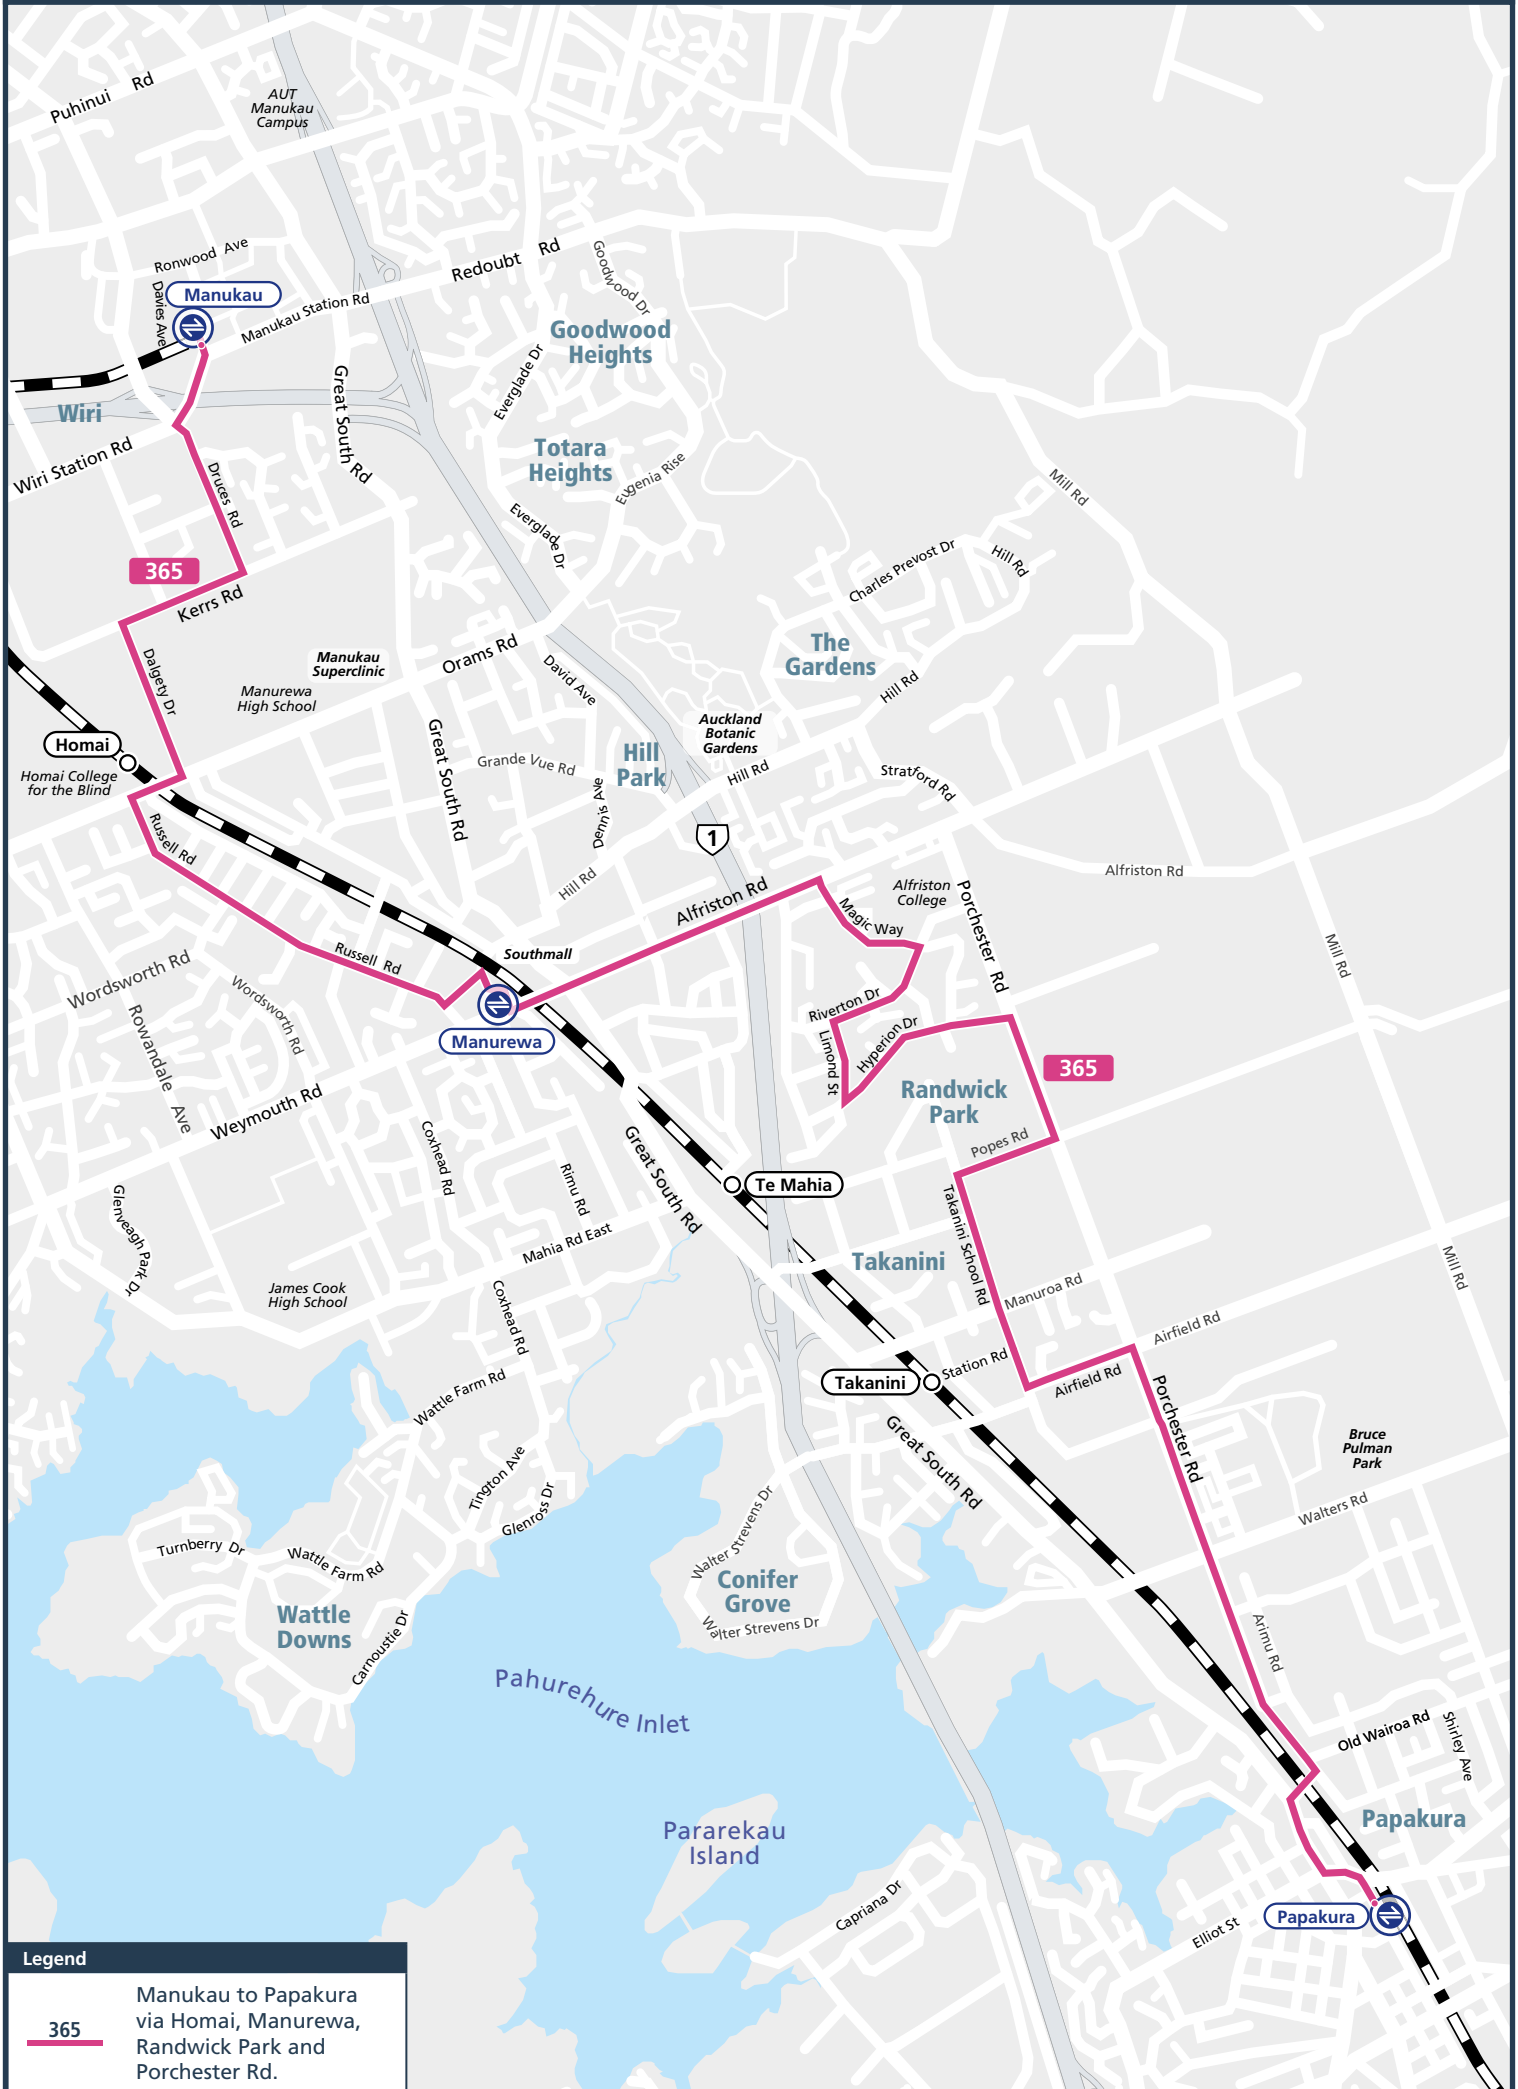 Puhinui Rd
AUT
Manukau
Campus
Ronwood Ave
Davies Ave
Manukau
Manukau Station Rd
Redoubt Rd
Goodwood Dr
Goodwood
Heights
Everglade Dr
Great South Rd
Wiri
Wiri Station Rd
Totara
Heights
Eugenia Rise
Druces Rd
Everglade Dr
Mill Rd
Charles Prevost Dr
Hill Rd
365
Kerrs Rd
The
Gardens
Hill Rd
Manukau
Superclinic
Orams Rd
David Ave
Dalgety Dr
Manurewa
High School
Auckland
Botanic
Gardens
Great South Rd
Homai
Homai College
for the Blind
Grande Vue Rd
Hill
Park
Hill Rd
Stratford Rd
Dennis Ave
1
Russell Rd
Hill Rd
Alfriston Rd
Alfriston
College
Alfriston Rd
Porchester Rd
Magic Way
Southmall
Russell Rd
Mill Rd
Wordsworth Rd
Wordsworth Rd
Rowandale Ave
Manurewa
Riverton Dr
Limond St
Hyperion Dr
365
Randwick
Park
Weymouth Rd
Popes Rd
Coxhead Rd
Great South Rd
Rimu Rd
Te Mahia
Glenveagh Park Dr
Takanini School Rd
Mahia Rd East
Takanini
Mill Rd
James Cook
High School
Manuroa Rd
Coxhead Rd
Airfield Rd
Station Rd
Takanini
Airfield Rd
Wattle Farm Rd
Porchester Rd
Great South Rd
Bruce
Pulman
Park
Tington Ave
Glenross Dr
Walter Strevens Dr
Walters Rd
Turnberry Dr
Wattle Farm Rd
Conifer
Grove
Walter Strevens Dr
Wattle
Downs
Carnoustie Dr
Arimu Rd
Pahurehure Inlet
Old Wairoa Rd
Shirley Ave
Papakura
Pararekau
Island
Capriana Dr
Elliot St
Papakura
Legend
365
Manukau to Papakura
via Homai, Manurewa,
Randwick Park and
Porchester Rd.